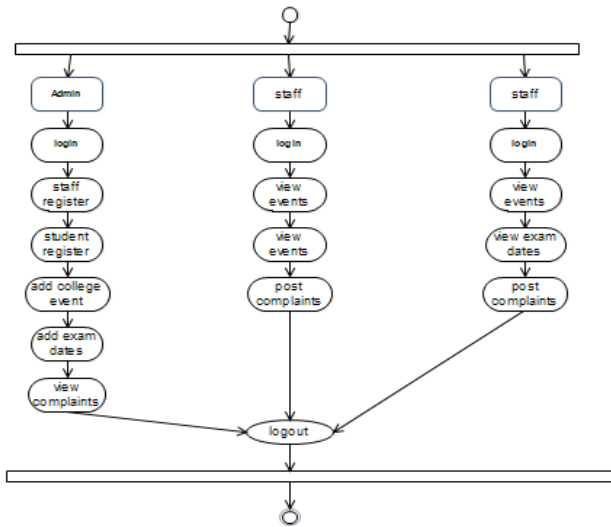 Admin
login
staff
register
student
register
add college
event
add exam
dates
view
complaints
staff
login
view
events
view
events
post
complaints
staff
login
view
events
view exam
dates
post
complaints
logout